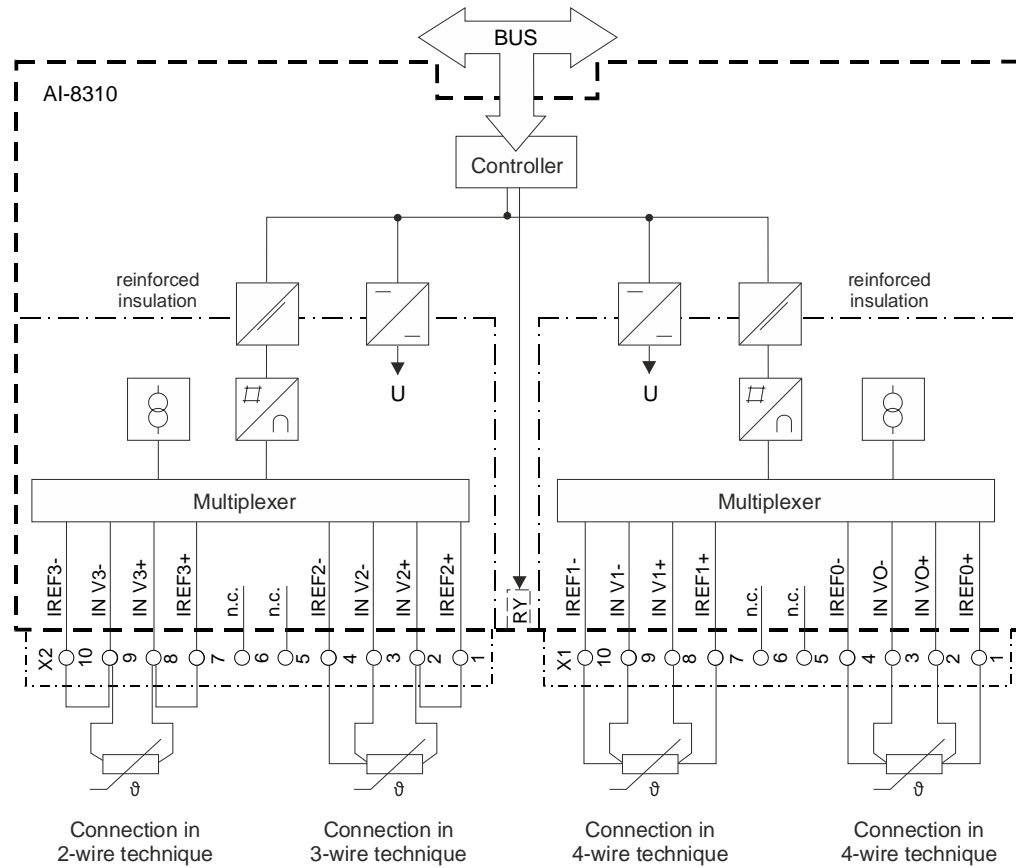 BUS
AI-8310
Controller
reinforced
insulation
reinforced
insulation
U
U
Multiplexer
Multiplexer
IREF3-
IN V3-
IN V3+
IREF3+
n.c.
n.c.
IREF2-
IN V2-
IN V2+
IREF2+
RY
IREF1-
IN V1-
IN V1+
IREF1+
n.c.
n.c.
IREF0-
IN VO-
IN VO+
IREF0+
X2
10
9
8
7
6
5
4
3
2
1
X1
10
9
8
7
6
5
4
3
2
1
ϑ
ϑ
ϑ
ϑ
Connection in
2-wire technique
Connection in
3-wire technique
Connection in
4-wire technique
Connection in
4-wire technique